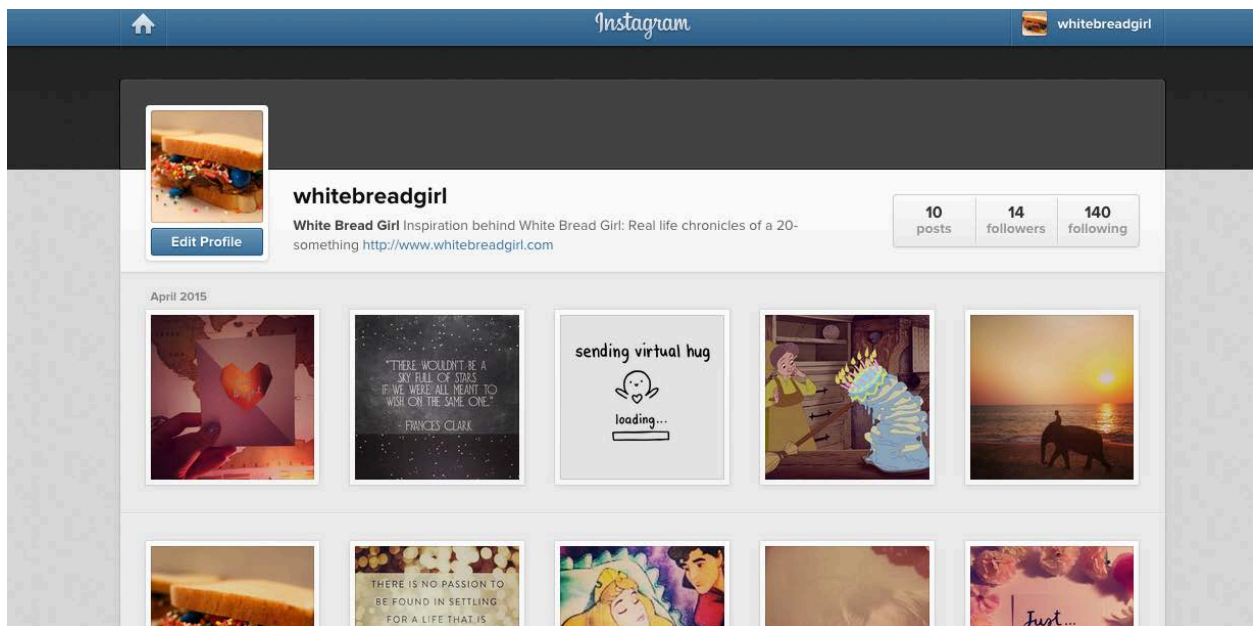 Instagram
whitebreadgirl
whitebreadgirl
White Bread Girl Inspiration behind White Bread Girl: Real life chronicles of a 20-
something http://www.whitebreadgirl.com
Edit Profile
10
posts
14
followers
140
following
April 2015
"THERE WOULDN'T BE A
SKY FULL OF STARS
IF WE WERE ALL MEANT TO
WISH ON THE SAME ONE."
- FRANCES CLARK
sending virtual hug
loading...
THERE IS NO PASSION TO
BE FOUND IN SETTLING
FOR A LIFE THAT IS
Just...